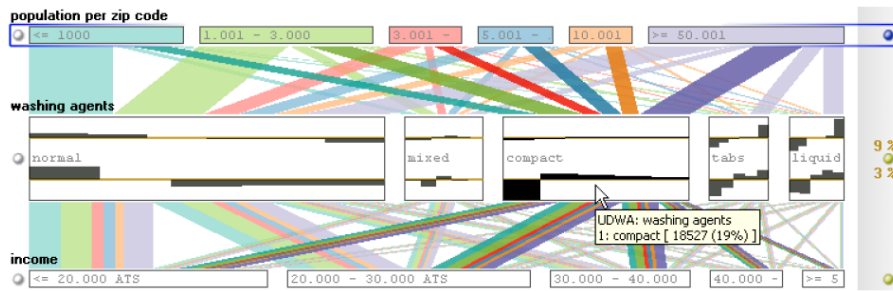 population per zip code
<= 1000 1.001 - 3.000 3.001 - 5.001 - 10.001 >= 50.001
washing agents
9 %
normal mixed compact tabs liquid
3 %
UDWA: washing agents
1: compact [ 18527 (19%) ]
income
<= 20.000 ATS 20.000 - 30.000 ATS 30.000 - 40.000 40.000 - >= 5